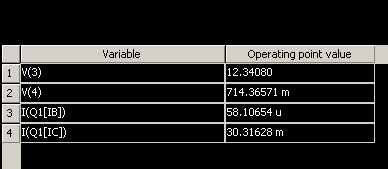 Variable Operating point value
1 V(3) 12.34080
2 V(4) 714.36571 m
3 I(Q1[IB]) 58.10654 u
4 I(Q1[IC]) 30.31628 m